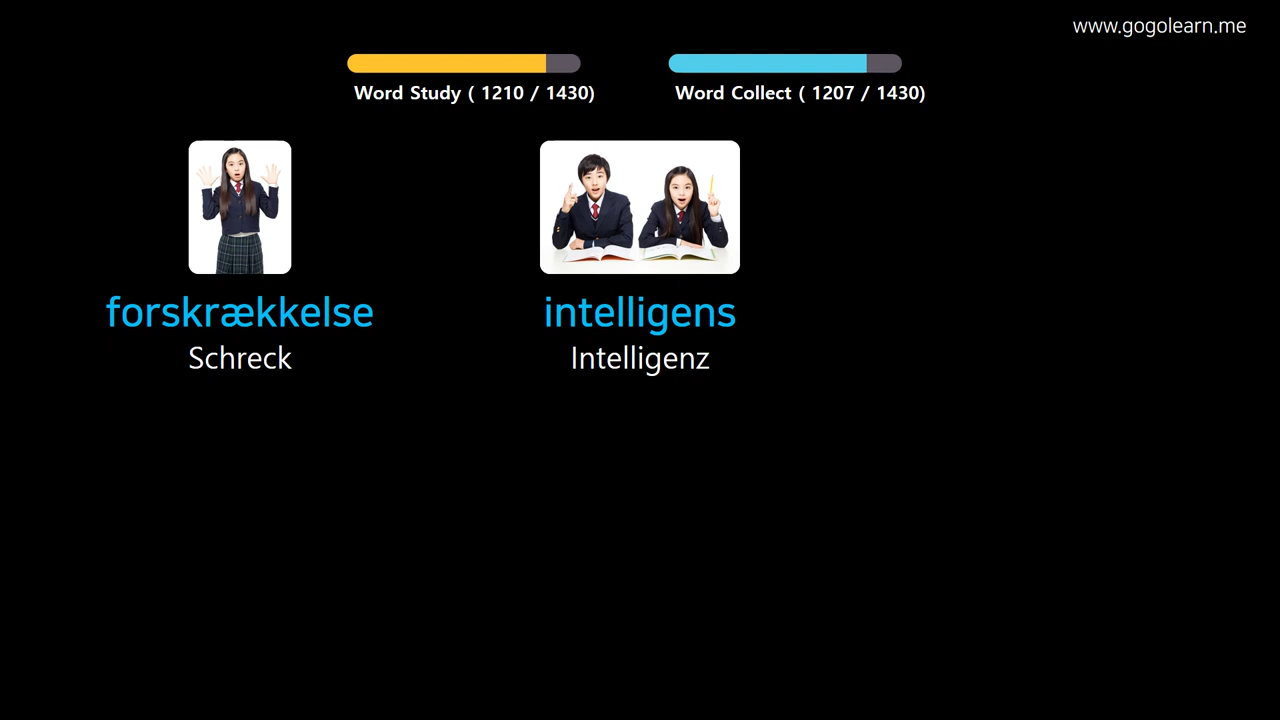 www.gogolearn.me
Word Study ( 1210 / 1430)
Word Collect ( 1207 / 1430)
forskrækkelse
Schreck
intelligens
Intelligenz